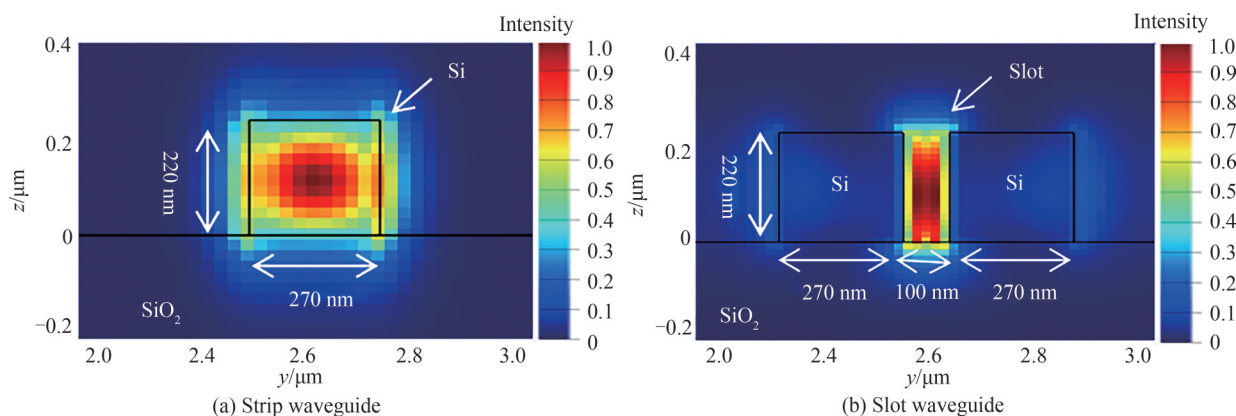 Intensity
0.4
0.2
0
−0.2
z/μm
Si
220 nm
270 nm
SiO2
2.0
2.4
2.6
2.8
3.0
y/μm
1.0
0.9
0.8
0.7
0.6
0.5
0.4
0.3
0.2
0.1
0
(a) Strip waveguide
Intensity
0.4
0.2
0
−0.2
z/μm
Slot
Si
Si
220 nm
270 nm
100 nm
270 nm
SiO2
2.0
2.4
2.6
2.8
3.0
y/μm
1.0
0.9
0.8
0.7
0.6
0.5
0.4
0.3
0.2
0.1
0
(b) Slot waveguide